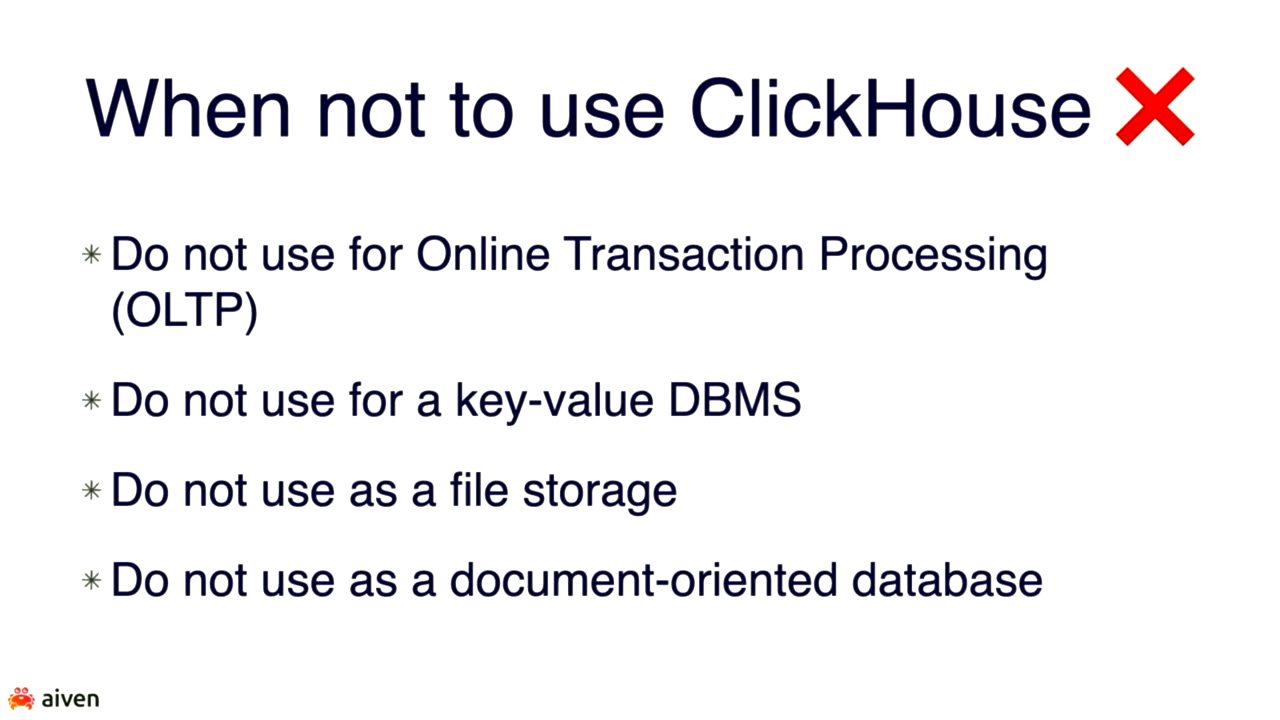 When not to use ClickHouse
Do not use for Online Transaction Processing
(OLTP)
Do not use for a key-value DBMS
Do not use as a file storage
Do not use as a document-oriented database
aiven